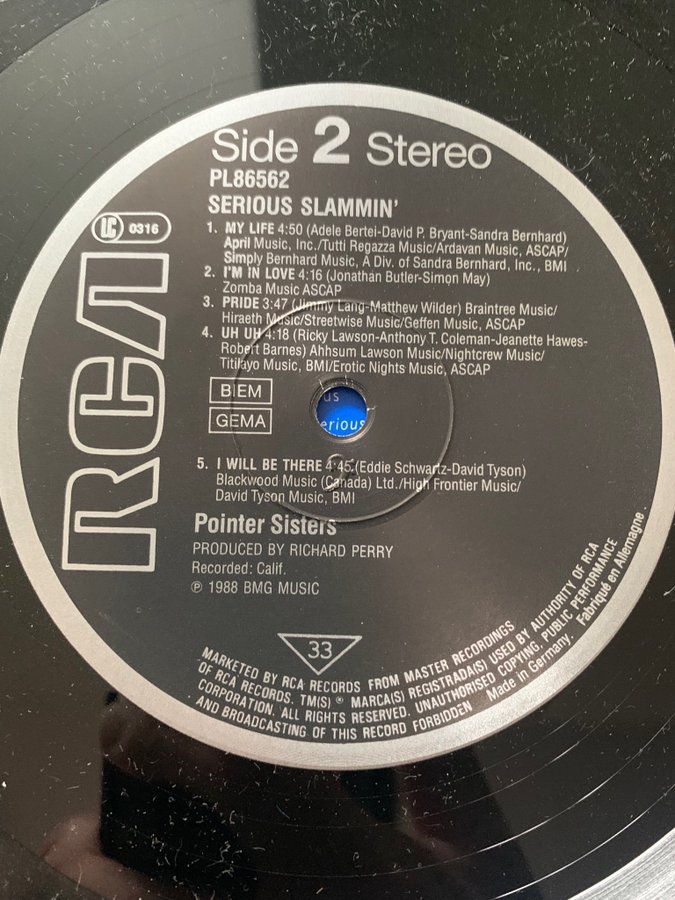 Side 2 Stereo
PL86562
SERIOUS SLAMMIN'
LC 0316
RCA
1. MY LIFE 4:50 (Adele Bertei-David P. Bryant-Sandra Bernhard)
April Music, Inc./Tutti Regazza Music/Ardavan Music, ASCAP/
Simply Bernhard Music, A Div. of Sandra Bernhard, Inc., BMI
2. I'M IN LOVE 4:16 (Jonathan Butler-Simon May)
Zomba Music ASCAP
3. PRIDE 3:47 (Jimmy Lang-Matthew Wilder) Braintree Music/
Hiraeth Music/Streetwise Music/Geffen Music, ASCAP
4. UH UH 4:18 (Ricky Lawson-Anthony T. Coleman-Jeanette Hawes-
Robert Barnes) Ahhsum Lawson Music/Nightcrew Music/
Titilayo Music, BMI/Erotic Nights Music, ASCAP
BIEM
GEMA
us
erious
5. I WILL BE THERE 4:45 (Eddie Schwartz-David Tyson)
Blackwood Music (Canada) Ltd./High Frontier Music/
David Tyson Music, BMI
Pointer Sisters
PRODUCED BY RICHARD PERRY
Recorded: Calif.
℗ 1988 BMG MUSIC
33
MARKETED BY RCA RECORDS FROM MASTER RECORDINGS
OF RCA RECORDS. TM(S) ® MARCA(S) REGISTRADA(S) USED BY AUTHORITY OF RCA
CORPORATION. ALL RIGHTS RESERVED. UNAUTHORISED COPYING, PUBLIC PERFORMANCE
AND BROADCASTING OF THIS RECORD FORBIDDEN Made in Germany · Fabriqué en Allemagne.